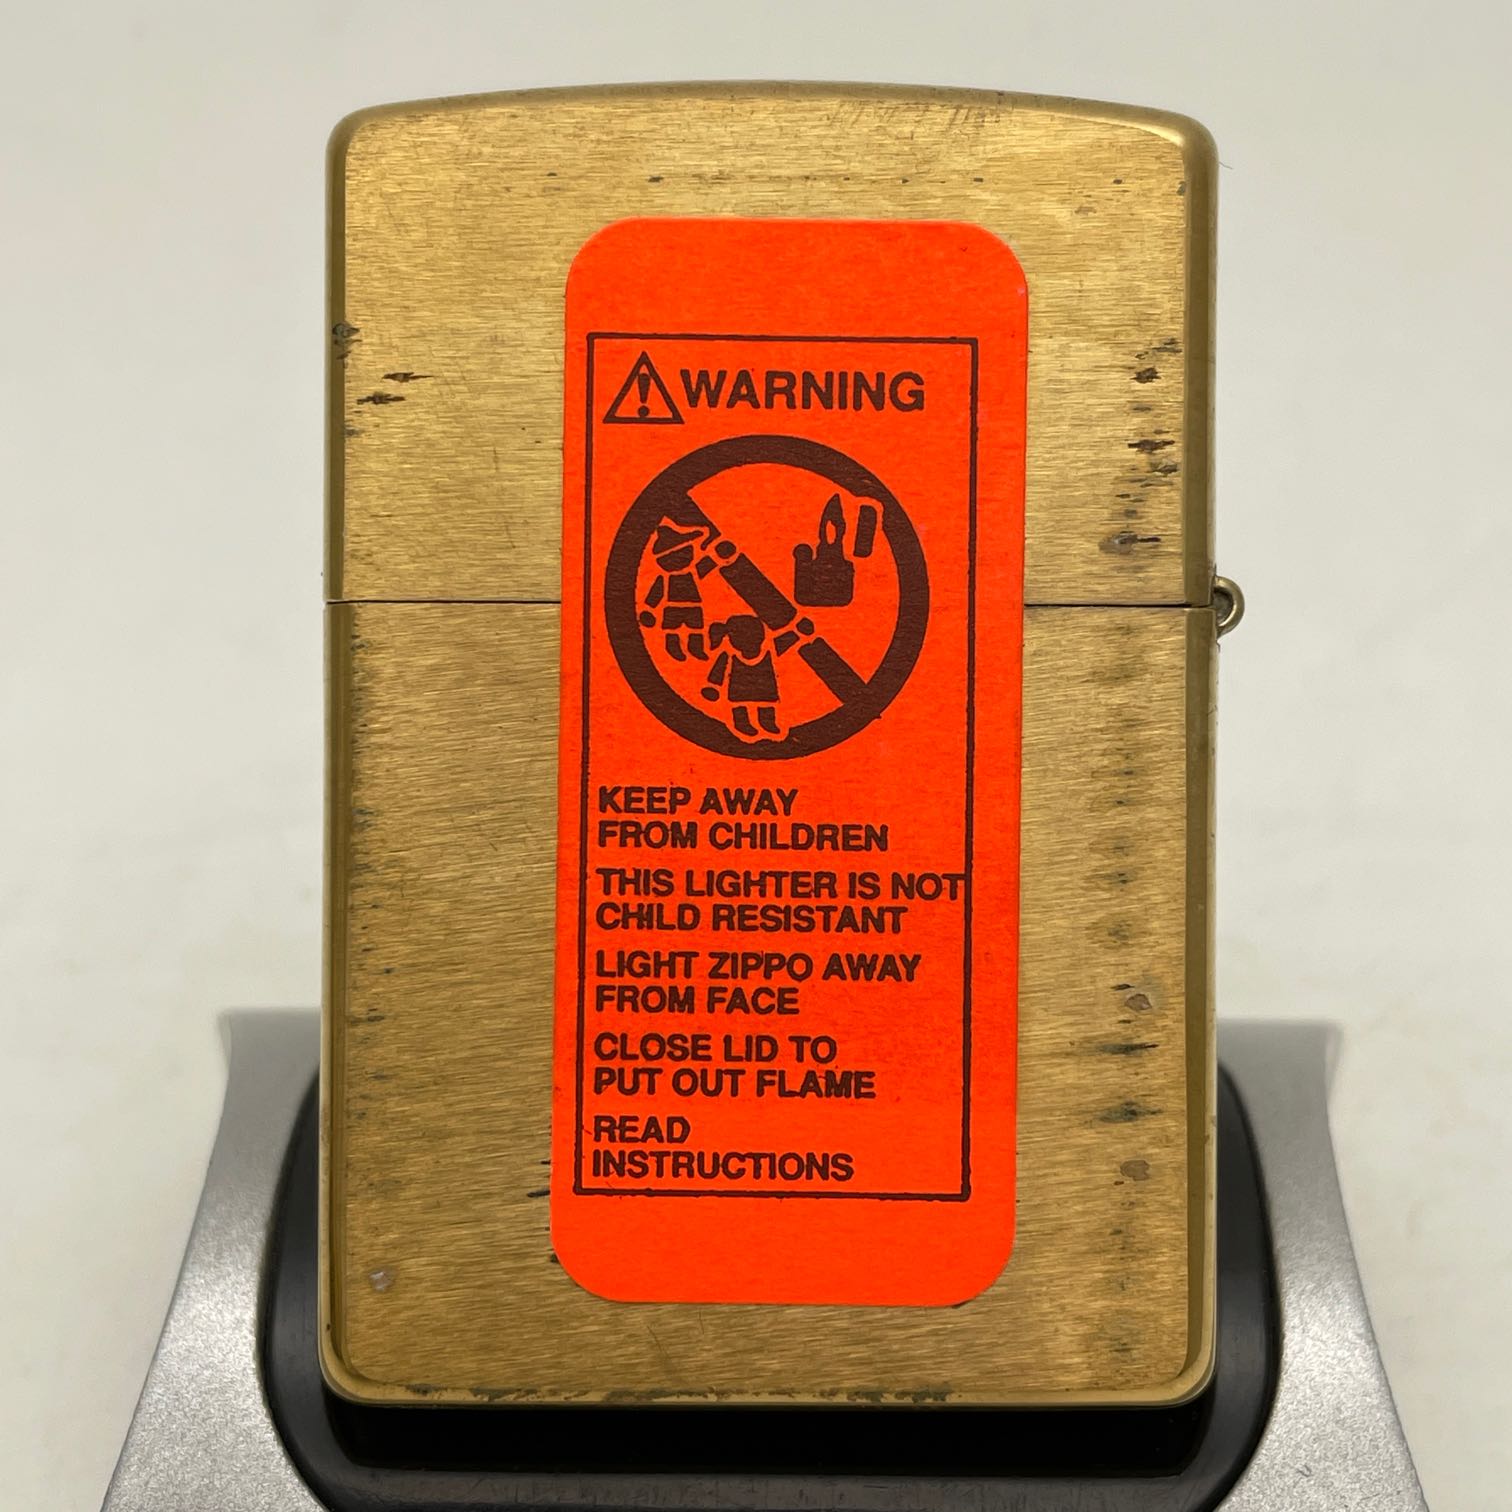 WARNING
KEEP AWAY
FROM CHILDREN
THIS LIGHTER IS NOT
CHILD RESISTANT
LIGHT ZIPPO AWAY
FROM FACE
CLOSE LID TO
PUT OUT FLAME
READ
INSTRUCTIONS